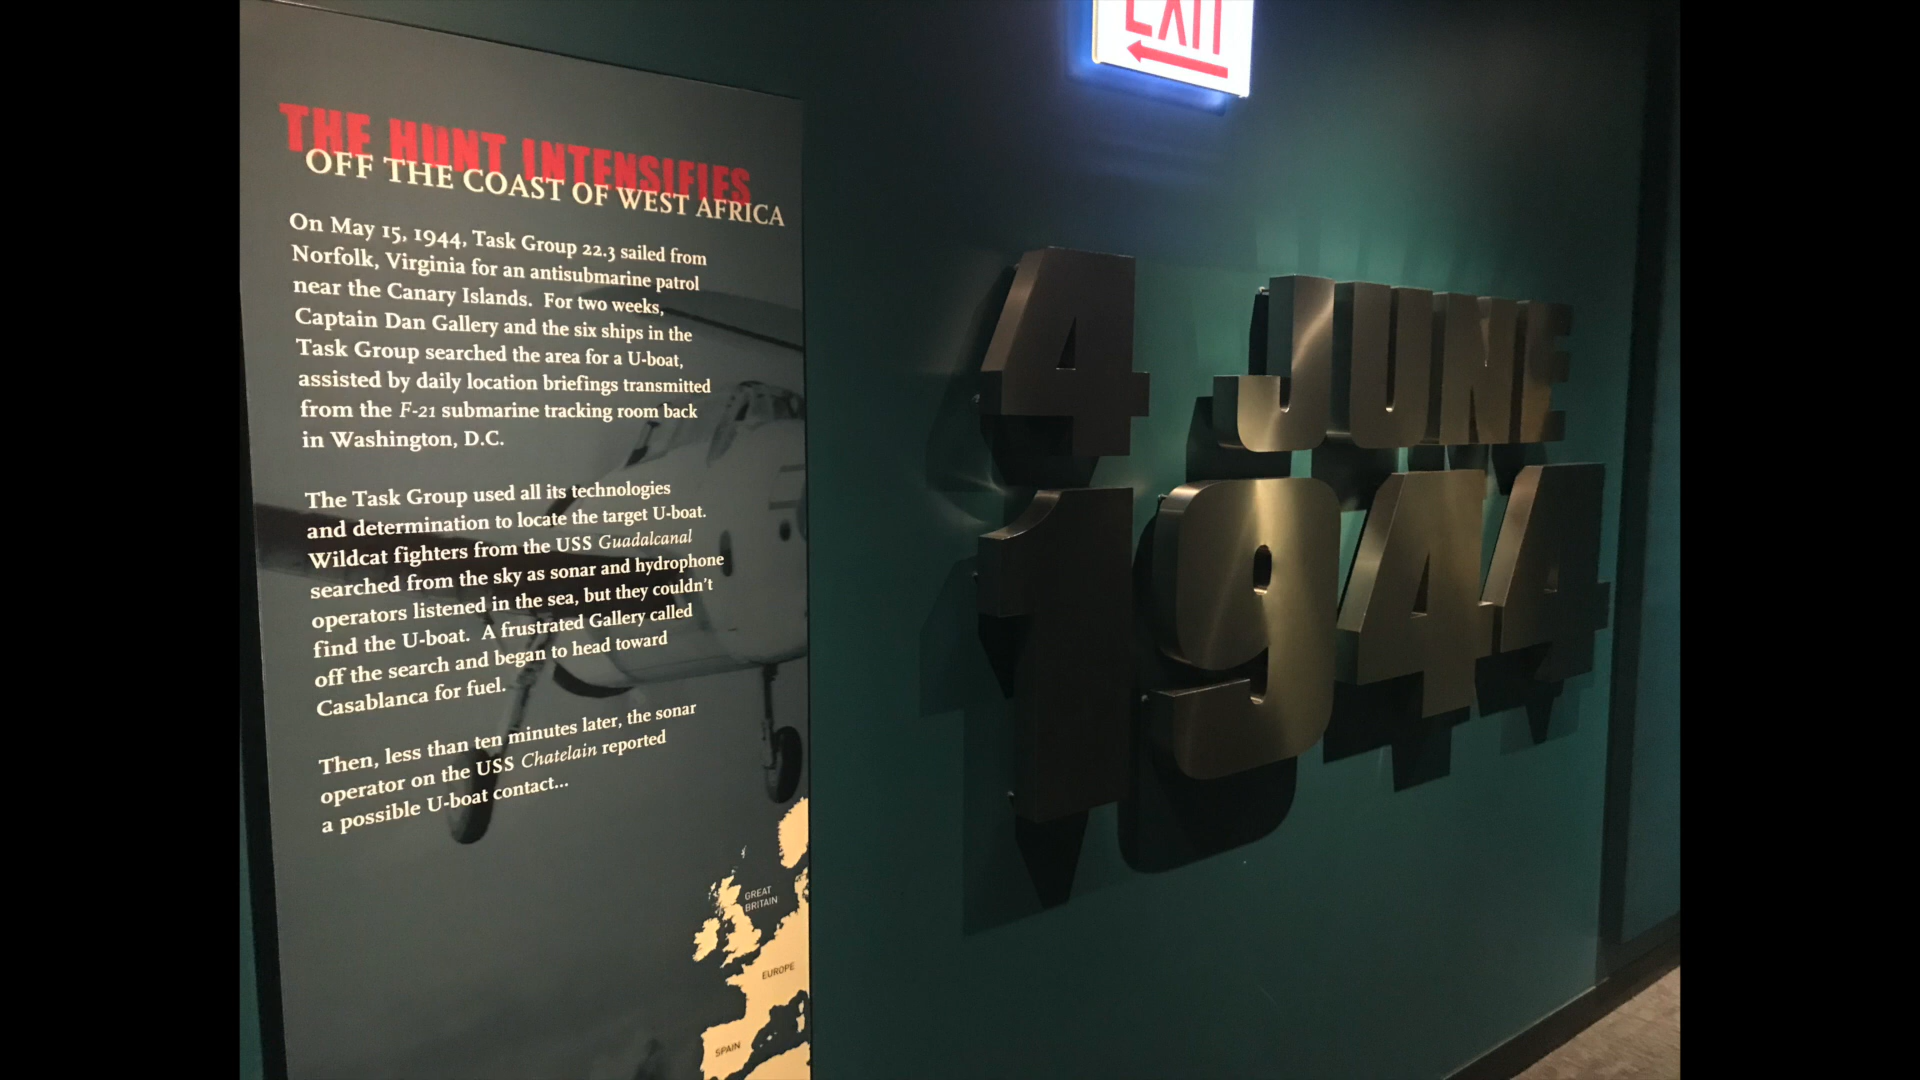 EXIT
THE HUNT INTENSIFIES
OFF THE COAST OF WEST AFRICA
On May 15, 1944, Task Group 22.3 sailed from
Norfolk, Virginia for an antisubmarine patrol
near the Canary Islands. For two weeks,
Captain Dan Gallery and the six ships in the
Task Group searched the area for a U-boat,
assisted by daily location briefings transmitted
from the F-21 submarine tracking room back
in Washington, D.C.
The Task Group used all its technologies
and determination to locate the target U-boat.
Wildcat fighters from the USS Guadalcanal
searched from the sky as sonar and hydrophone
operators listened in the sea, but they couldn't
find the U-boat. A frustrated Gallery called
off the search and began to head toward
Casablanca for fuel.
Then, less than ten minutes later, the sonar
operator on the USS Chatelain reported
a possible U-boat contact...
GREAT
BRITAIN
EUROPE
SPAIN
4 JUNE
1944